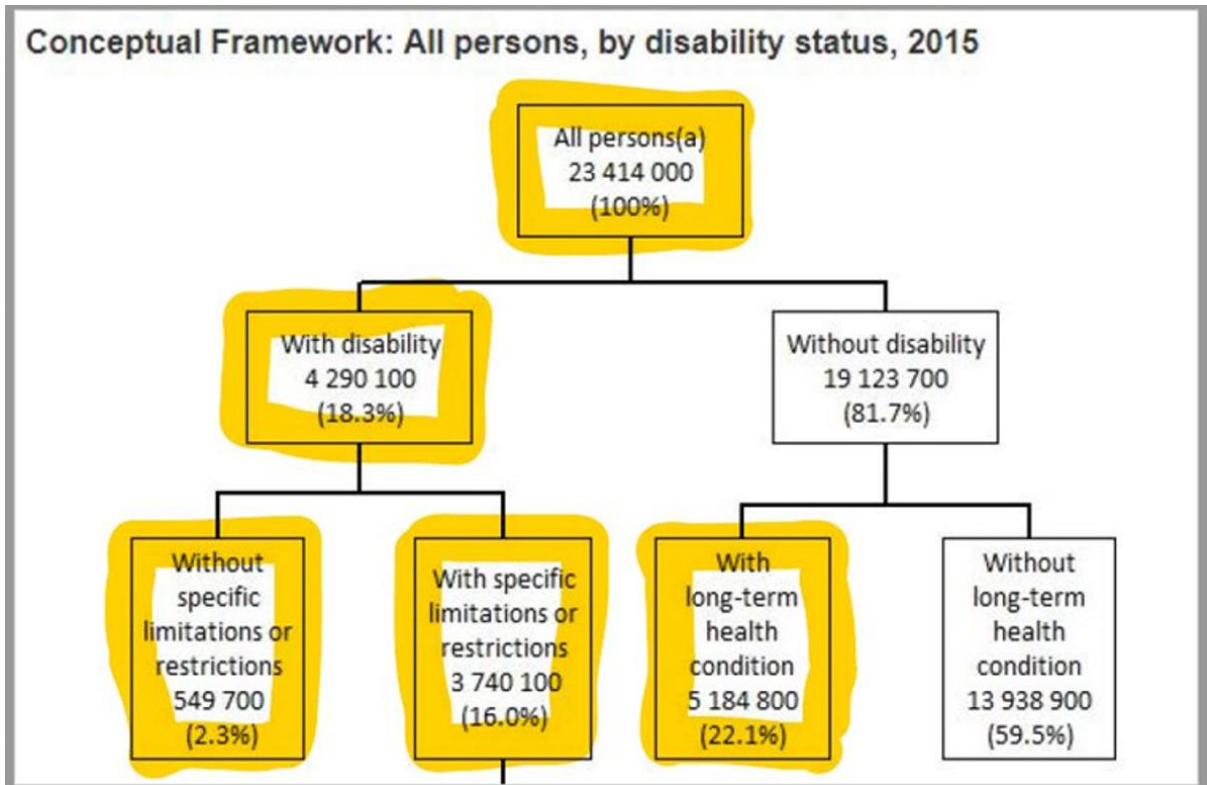 Conceptual Framework: All persons, by disability status, 2015
All persons(a)
23 414 000
(100%)
With disability
4 290 100
(18.3%)
Without disability
19 123 700
(81.7%)
Without
specific
limitations or
restrictions
549 700
(2.3%)
With specific
limitations or
restrictions
3 740 100
(16.0%)
With
long-term
health
condition
5 184 800
(22.1%)
Without
long-term
health
condition
13 938 900
(59.5%)